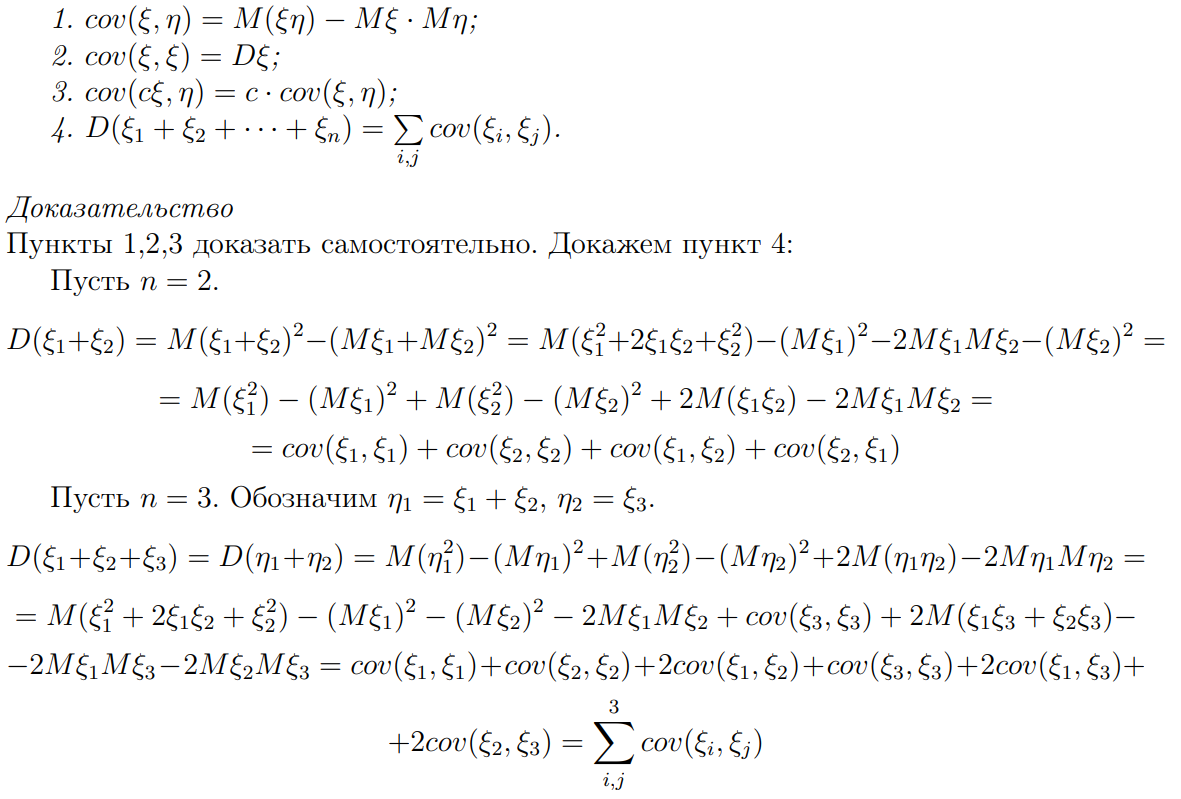 1. cov(ξ, η) = M(ξη) − Mξ · Mη;
2. cov(ξ, ξ) = Dξ;
3. cov(cξ, η) = c · cov(ξ, η);
4. D(ξ₁ + ξ₂ + · · · + ξₙ) = ∑ cov(ξᵢ, ξⱼ).
i,j
Доказательство
Пункты 1,2,3 доказать самостоятельно. Докажем пункт 4:
Пусть n = 2.
D(ξ₁+ξ₂) = M(ξ₁+ξ₂)²−(Mξ₁+Mξ₂)² = M(ξ₁²+2ξ₁ξ₂+ξ₂²)−(Mξ₁)²−2Mξ₁Mξ₂−(Mξ₂)² =
= M(ξ₁²) − (Mξ₁)² + M(ξ₂²) − (Mξ₂)² + 2M(ξ₁ξ₂) − 2Mξ₁Mξ₂ =
= cov(ξ₁, ξ₁) + cov(ξ₂, ξ₂) + cov(ξ₁, ξ₂) + cov(ξ₂, ξ₁)
Пусть n = 3. Обозначим η₁ = ξ₁ + ξ₂, η₂ = ξ₃.
D(ξ₁+ξ₂+ξ₃) = D(η₁+η₂) = M(η₁²)−(Mη₁)²+M(η₂²)−(Mη₂)²+2M(η₁η₂)−2Mη₁Mη₂ =
= M(ξ₁² + 2ξ₁ξ₂ + ξ₂²) − (Mξ₁)² − (Mξ₂)² − 2Mξ₁Mξ₂ + cov(ξ₃, ξ₃) + 2M(ξ₁ξ₃ + ξ₂ξ₃)−
−2Mξ₁Mξ₃−2Mξ₂Mξ₃ = cov(ξ₁, ξ₁)+cov(ξ₂, ξ₂)+2cov(ξ₁, ξ₂)+cov(ξ₃, ξ₃)+2cov(ξ₁, ξ₃)+
3
+2cov(ξ₂, ξ₃) = ∑ cov(ξᵢ, ξⱼ)
i,j